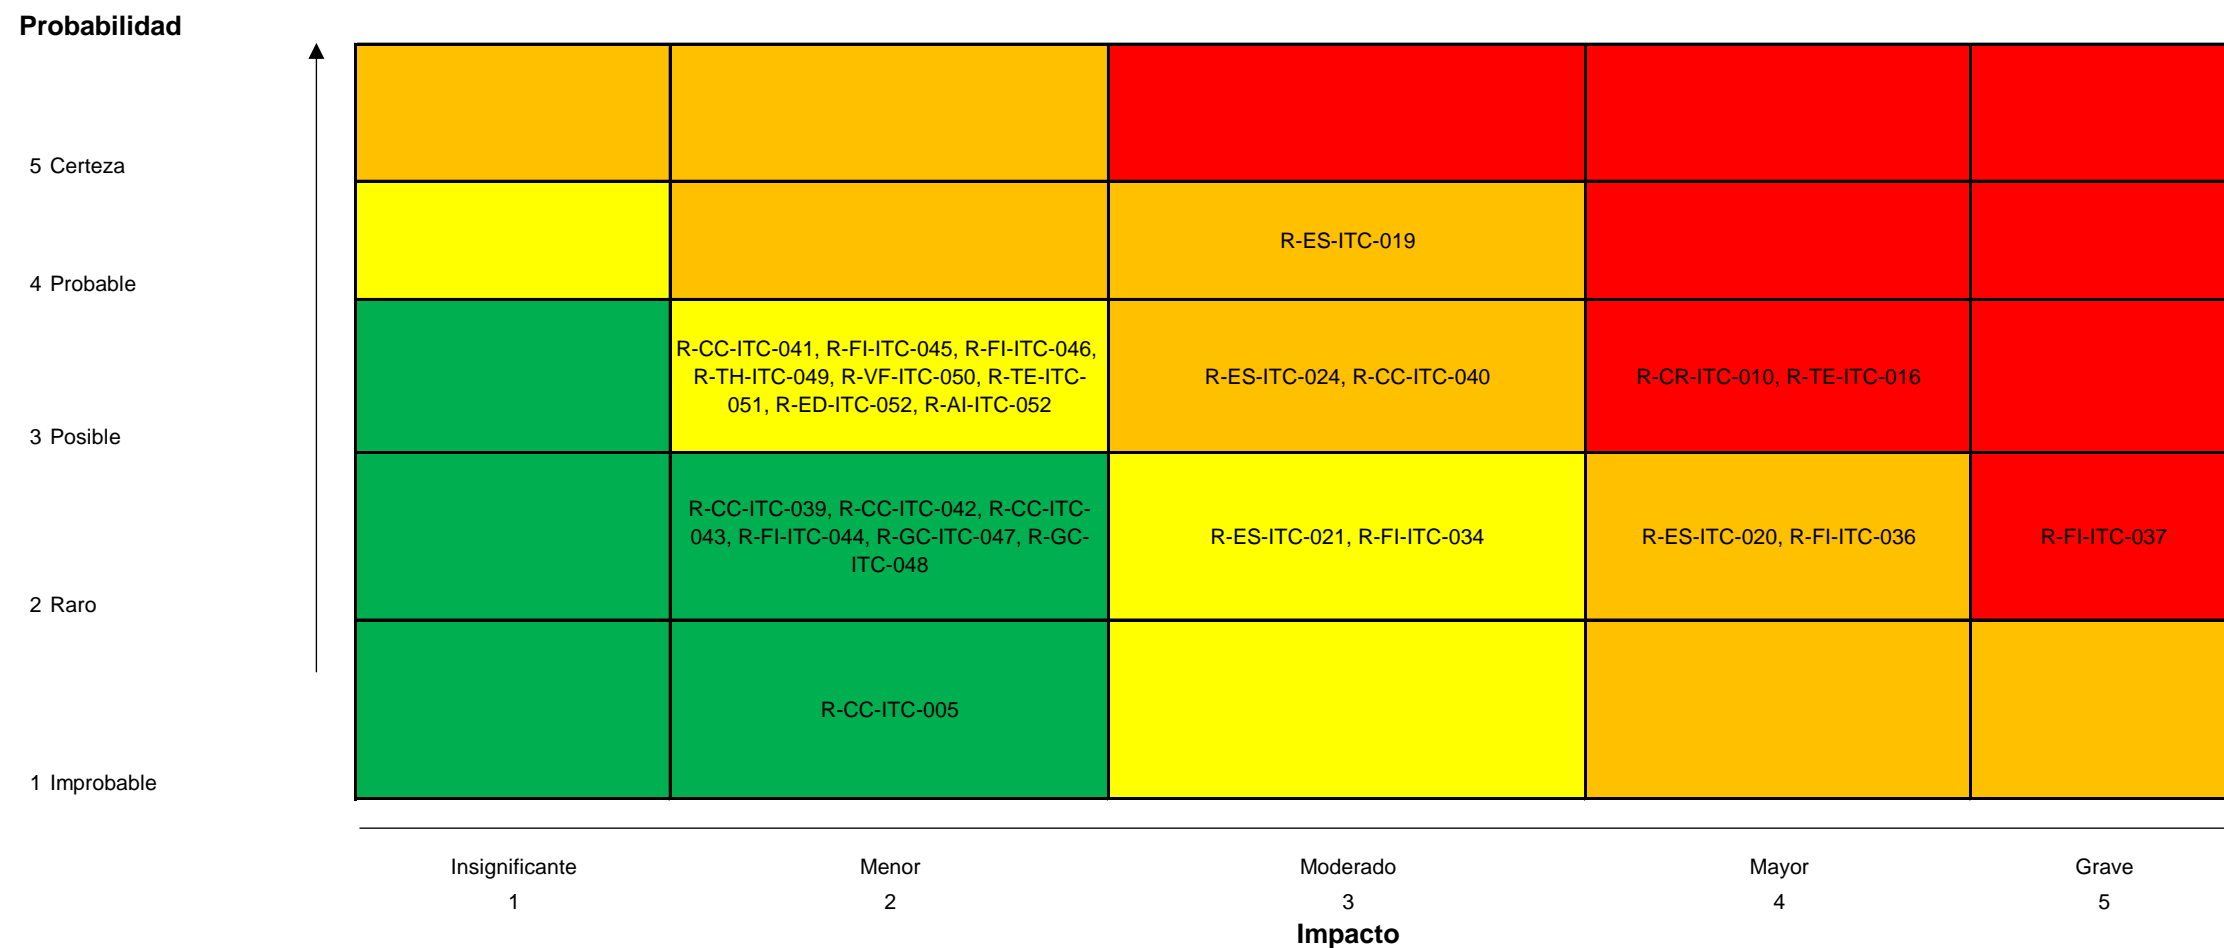 Probabilidad
5 Certeza
R-ES-ITC-019
4 Probable
R-CC-ITC-041, R-FI-ITC-045, R-FI-ITC-046,
R-TH-ITC-049, R-VF-ITC-050, R-TE-ITC-
051, R-ED-ITC-052, R-AI-ITC-052
R-ES-ITC-024, R-CC-ITC-040
R-CR-ITC-010, R-TE-ITC-016
3 Posible
R-CC-ITC-039, R-CC-ITC-042, R-CC-ITC-
043, R-FI-ITC-044, R-GC-ITC-047, R-GC-
ITC-048
R-ES-ITC-021, R-FI-ITC-034
R-ES-ITC-020, R-FI-ITC-036
R-FI-ITC-037
2 Raro
R-CC-ITC-005
1 Improbable
Insignificante
Menor
Moderado
Mayor
Grave
1
2
3
4
5
Impacto